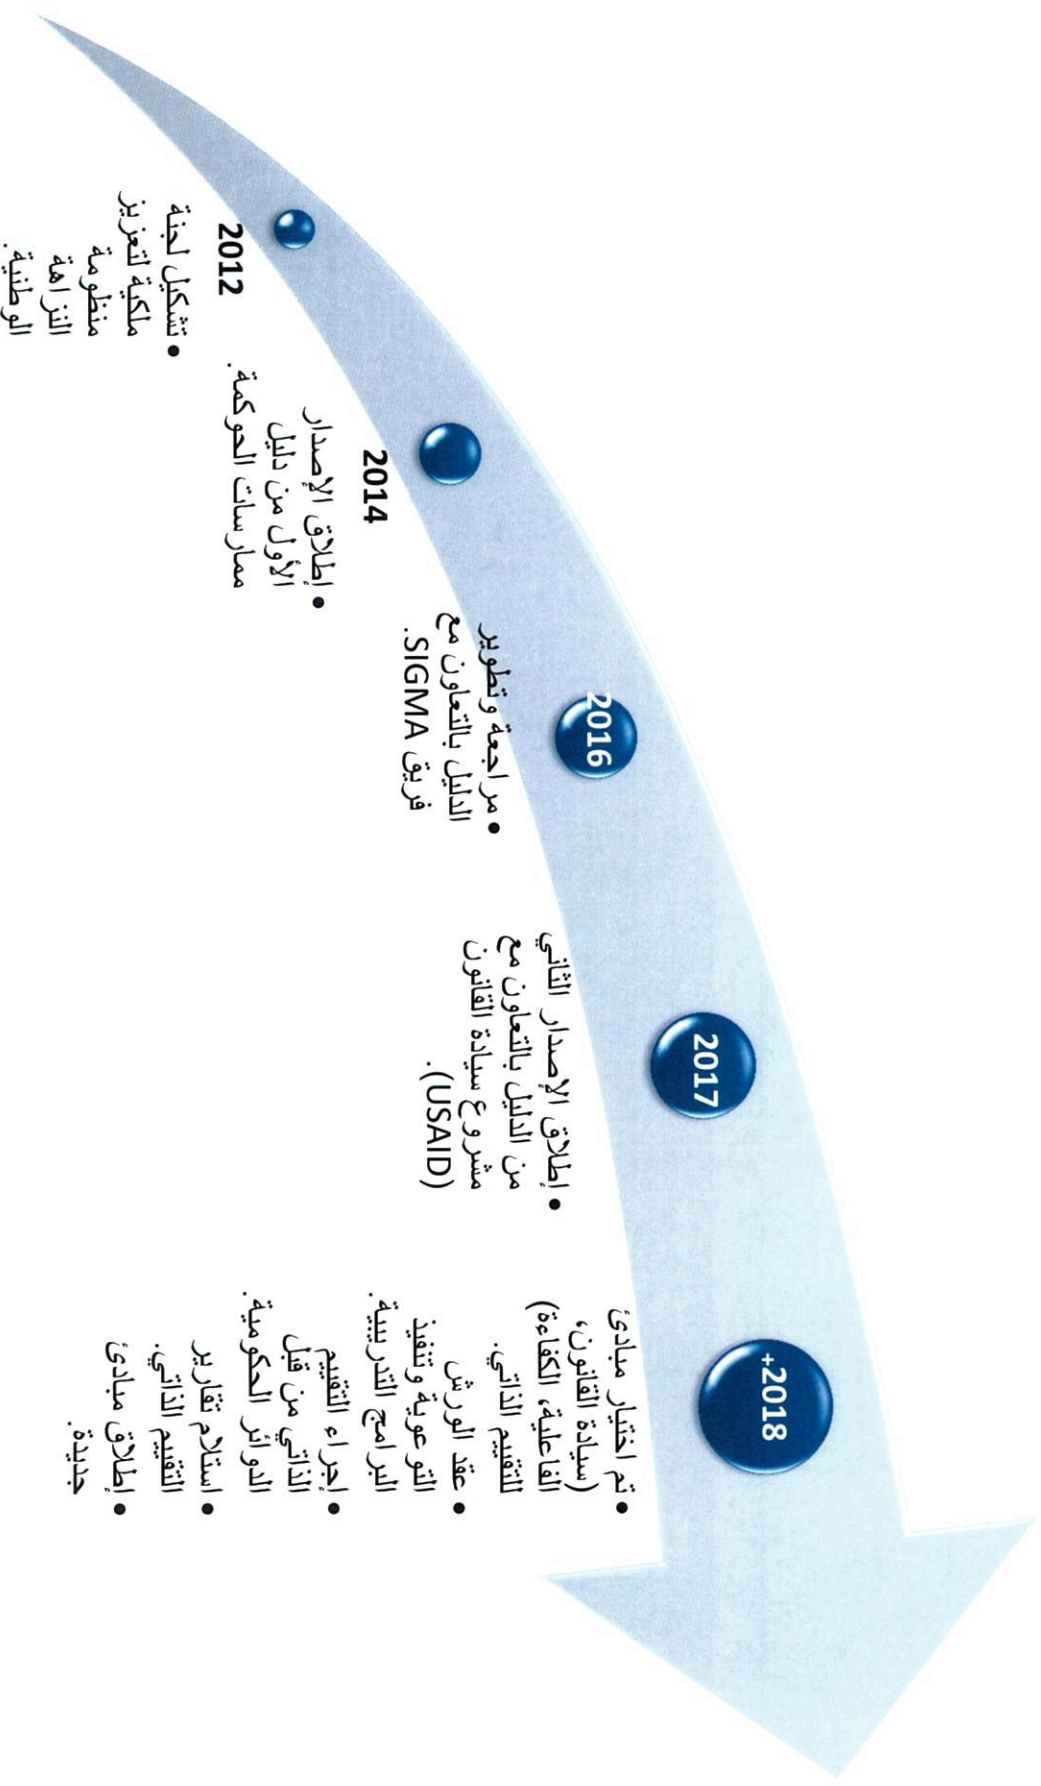 2012
• تشكيل لجنة
ملكية لتعزيز
منظومة
النزاهة
الوطنية.
2014
• إطلاق الإصدار
الأول من دليل
ممارسات الحوكمة.
2016
• مراجعة وتطوير
الدليل بالتعاون مع
فريق SIGMA.
2017
• إطلاق الإصدار الثاني
من الدليل بالتعاون مع
مشروع سيادة القانون
(USAID).
+2018
• تم اختيار مبادئ
(سيادة القانون،
الفاعلية، الكفاءة)
للتقييم الذاتي.
• عقد الورش
التوعوية وتنفيذ
البرامج التدريبية.
• إجراء التقييم
الذاتي من قبل
الدوائر الحكومية.
• استلام تقارير
التقييم الذاتي.
• إطلاق مبادئ
جديدة.